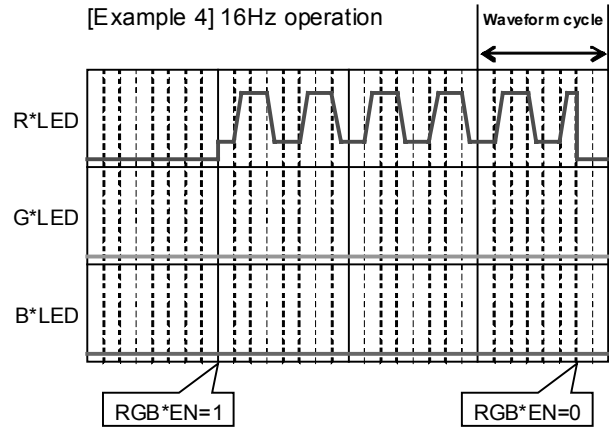 [Example 4] 16Hz operation
Waveform cycle
R*LED
G*LED
B*LED
RGB*EN=1
RGB*EN=0